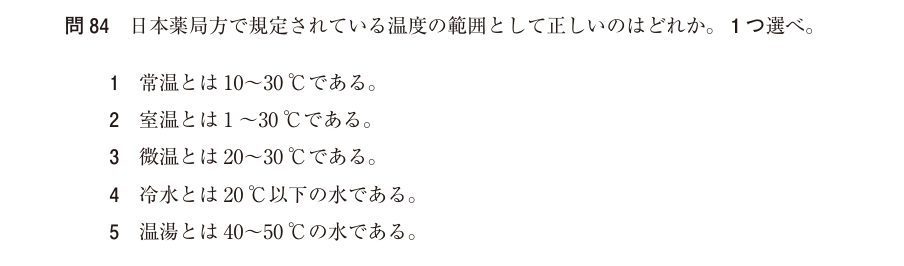 問 84　日本薬局方で規定されている温度の範囲として正しいのはどれか。1つ選べ。
1　常温とは 10〜30 ℃である。
2　室温とは 1 〜30 ℃である。
3　微温とは 20〜30 ℃である。
4　冷水とは 20 ℃以下の水である。
5　温湯とは 40〜50 ℃の水である。